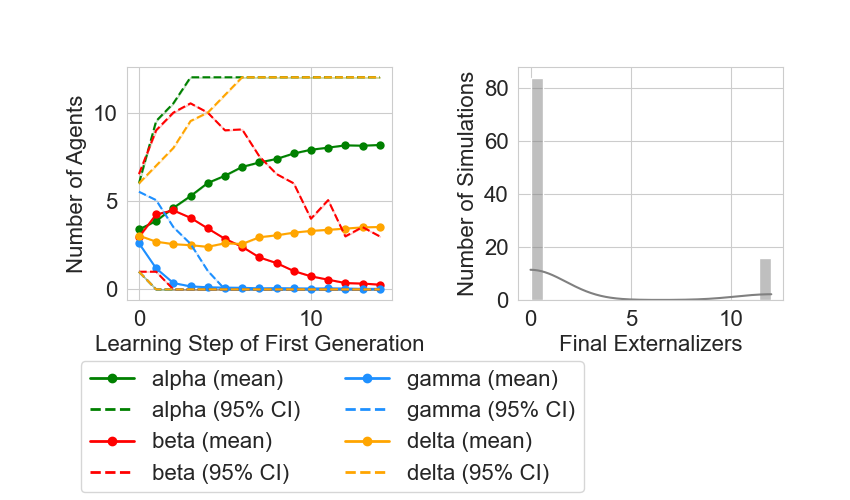 Number of Agents
10
5
0
0
10
Learning Step of First Generation
Number of Simulations
80
60
40
20
0
0
5
10
Final Externalizers
alpha (mean)
alpha (95% CI)
beta (mean)
beta (95% CI)
gamma (mean)
gamma (95% CI)
delta (mean)
delta (95% CI)